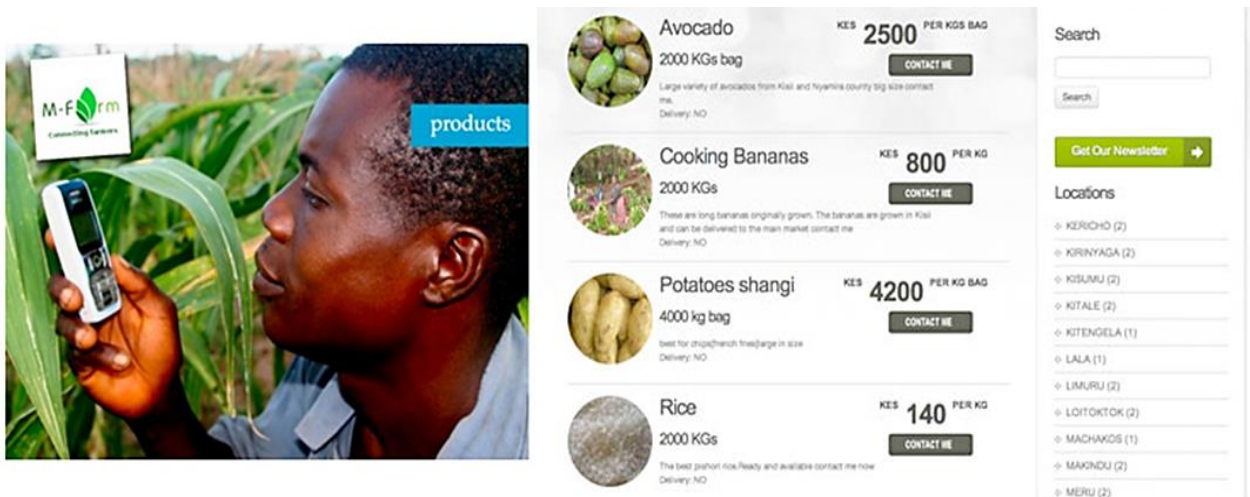 M-Farm
Connecting farmers
products
Avocado
KES 2500 PER KGS BAG
2000 KGs bag
CONTACT ME
Large variety of avocados from Kisii and Nyamira county big size contact
me.
Delivery: NO
Cooking Bananas
KES 800 PER KG
2000 KGs
CONTACT ME
These are long bananas originally grown. The bananas are grown in Kisii
and can be delivered to the main market contact me
Delivery: NO
Potatoes shangi
KES 4200 PER KG BAG
4000 kg bag
CONTACT ME
best for chips(french fries)large in size
Delivery: NO
Rice
KES 140 PER KG
2000 KGs
CONTACT ME
The best pishori rice.Ready and available contact me now
Delivery: NO
Search
Search
Get Our Newsletter
Locations
KERICHO (2)
KIRINYAGA (2)
KISUMU (2)
KITALE (2)
KITENGELA (1)
LALA (1)
LIMURU (2)
LOITOKTOK (2)
MACHAKOS (1)
MAKINDU (2)
MERU (2)